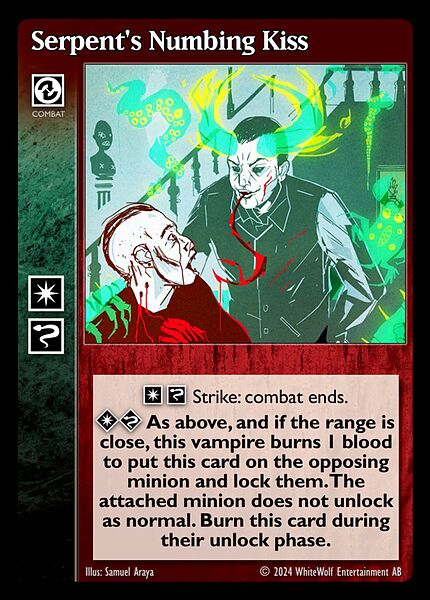 Serpent's Numbing Kiss
COMBAT
Strike: combat ends.
As above, and if the range is
close, this vampire burns 1 blood
to put this card on the opposing
minion and lock them. The
attached minion does not unlock
as normal. Burn this card during
their unlock phase.
Illus: Samuel Araya
© 2024 WhiteWolf Entertainment AB